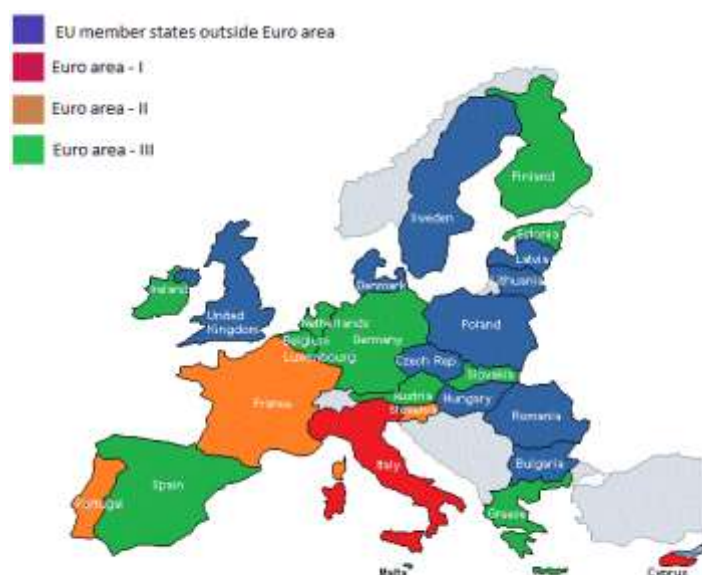 EU member states outside Euro area
Euro area - I
Euro area - II
Euro area - III
Finland
Sweden
Estonia
Latvia
Lithuania
Denmark
Ireland
United
Kingdom
Netherlands
Belgium
Germany
Luxembourg
Poland
Czech Rep.
Slovakia
Austria
Hungary
Slovenia
Romania
France
Italy
Bulgaria
Portugal
Spain
Greece
Malta
Cyprus